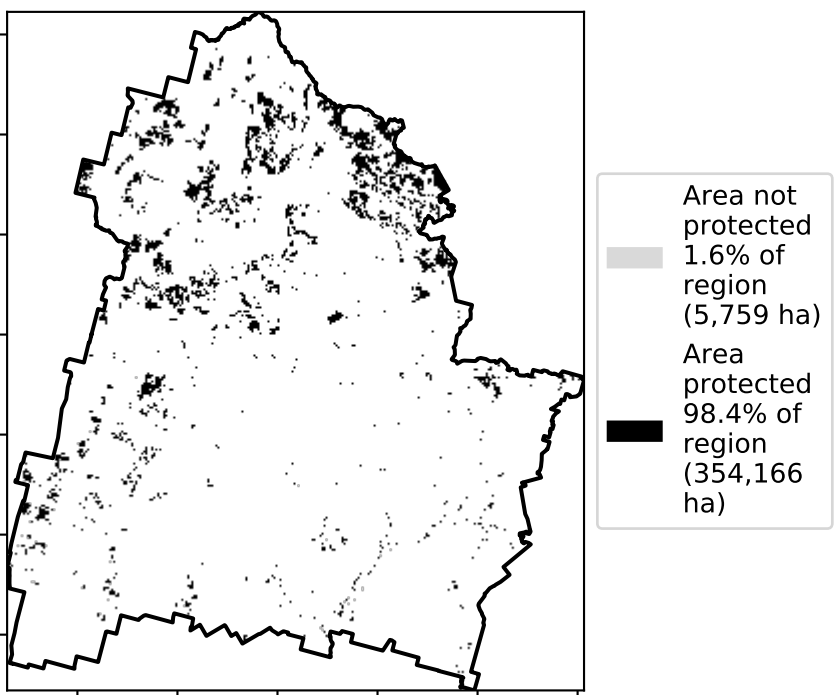 Area not
protected
1.6% of
region
(5,759 ha)
Area
protected
98.4% of
region
(354,166
ha)